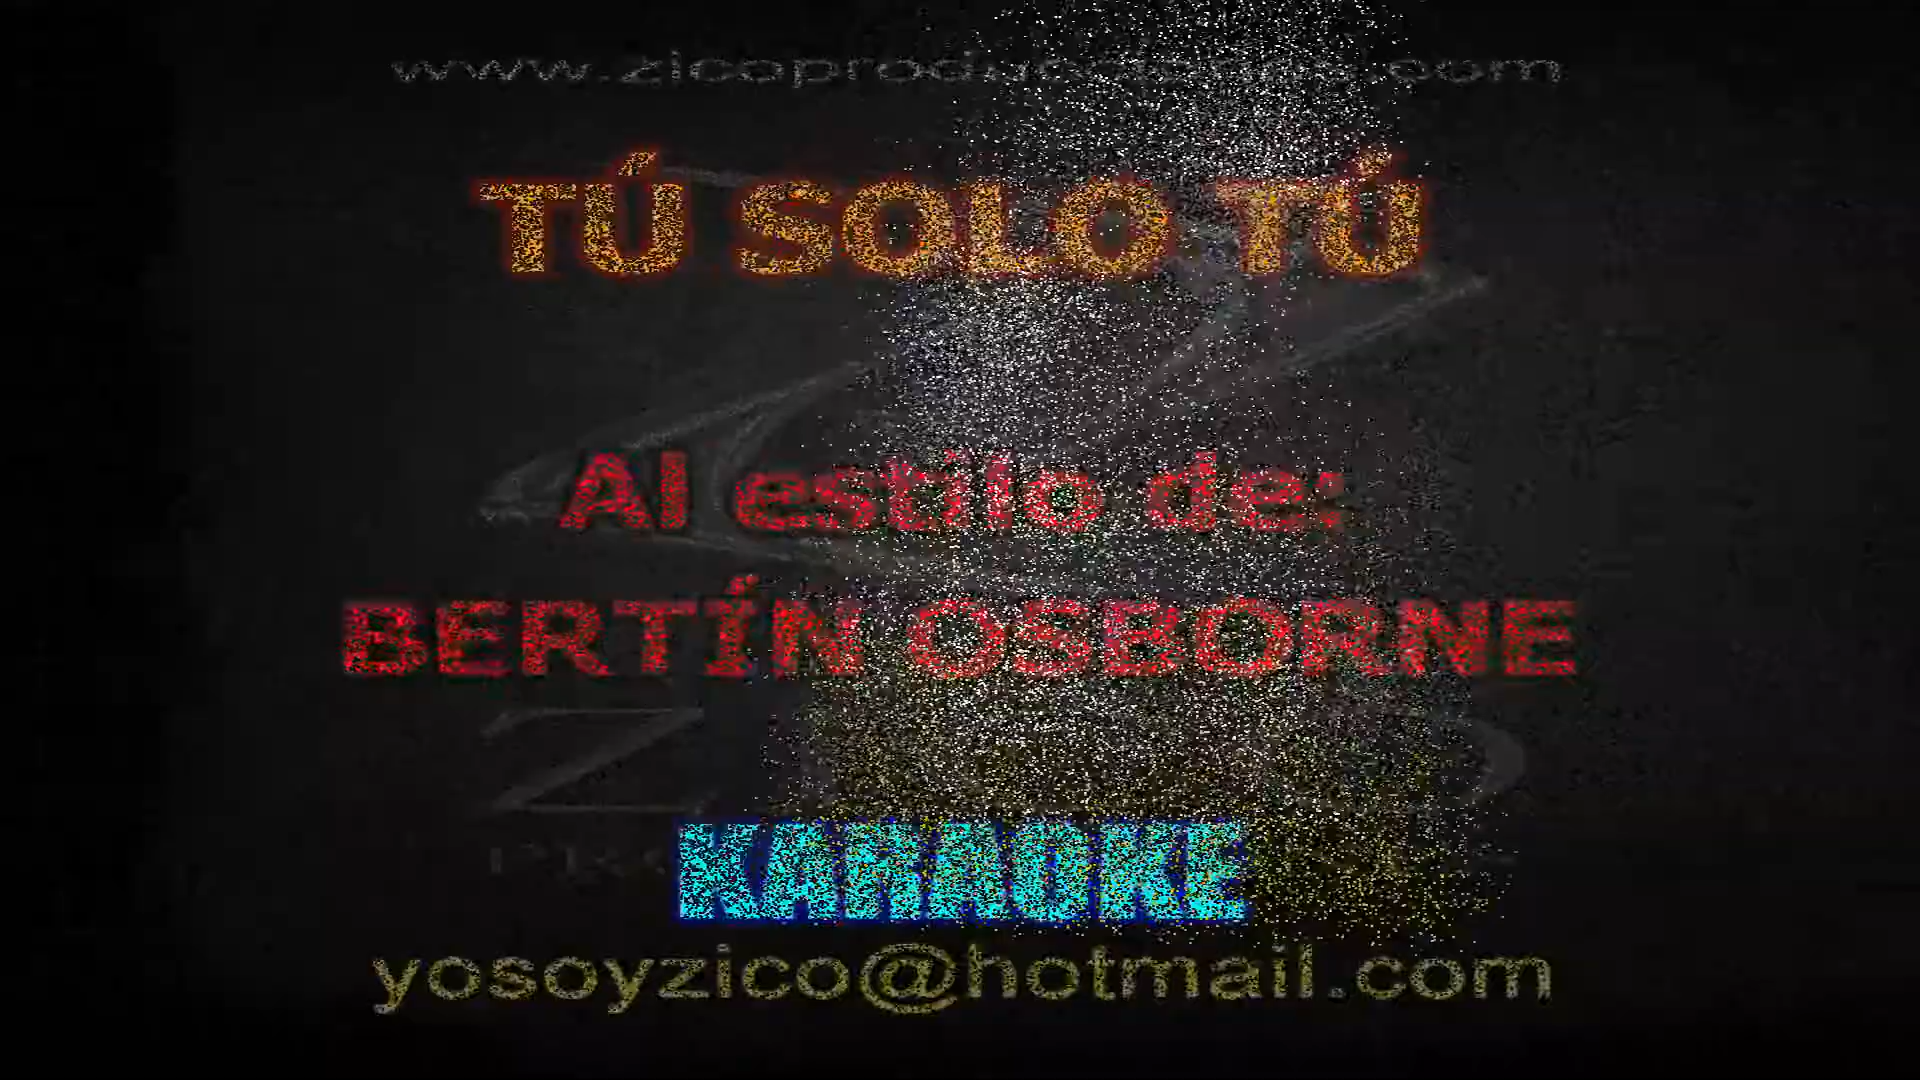 TÚ SOLO TÚ
Al estilo de:
BERTÍN OSBORNE
KARAOKE
yosoyzico@hotmail.com